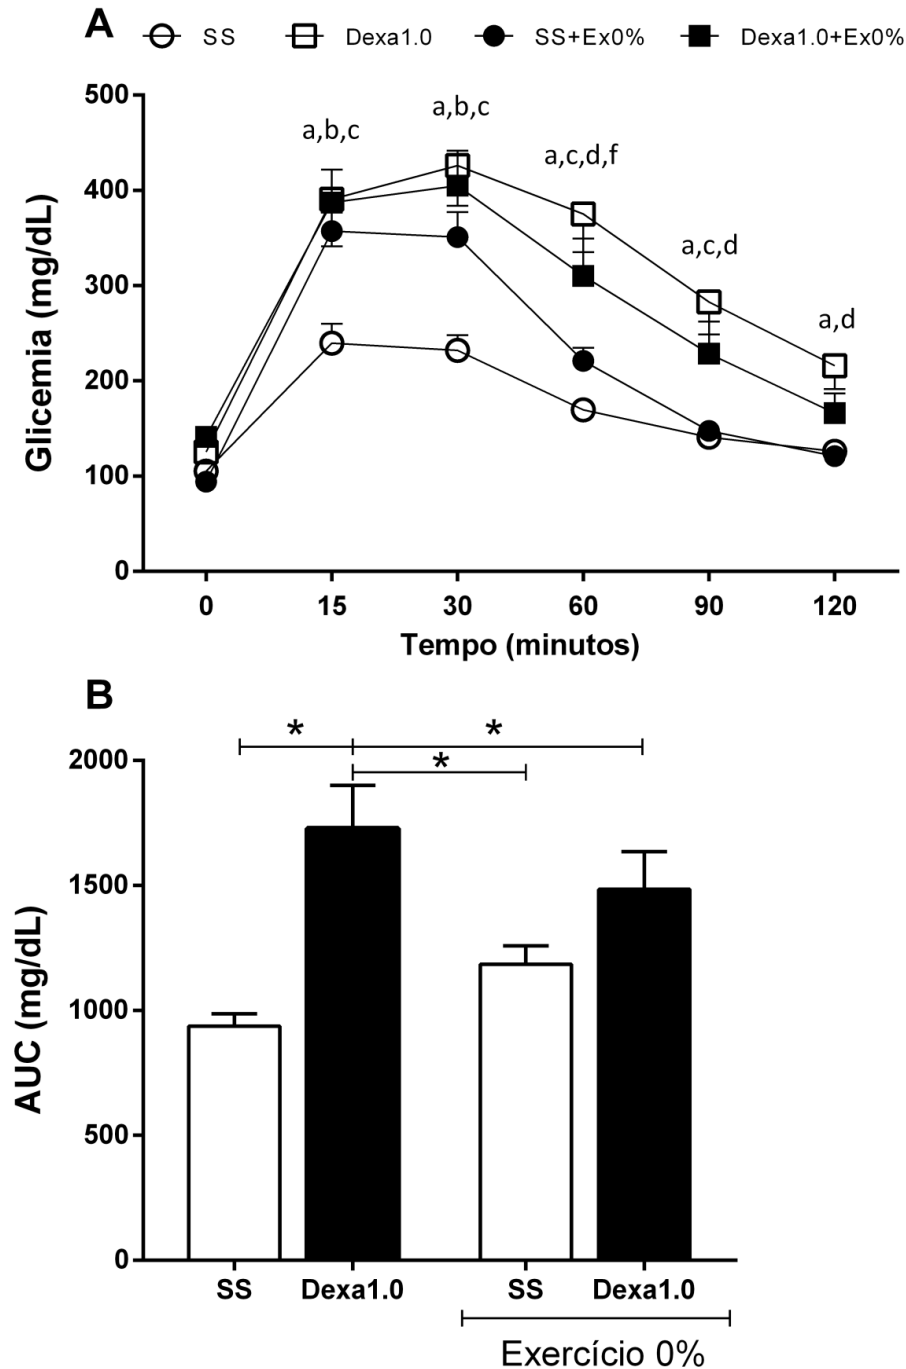 A
SS Dexa1.0 SS+Ex0% Dexa1.0+Ex0%
500
400
300
200
100
0
Glicemia (mg/dL)
a,b,c
a,b,c
a,c,d,f
a,c,d
a,d
0 15 30 60 90 120
Tempo (minutos)
B
* *
*
2000
1500
1000
500
0
AUC (mg/dL)
SS Dexa1.0 SS Dexa1.0
Exercício 0%